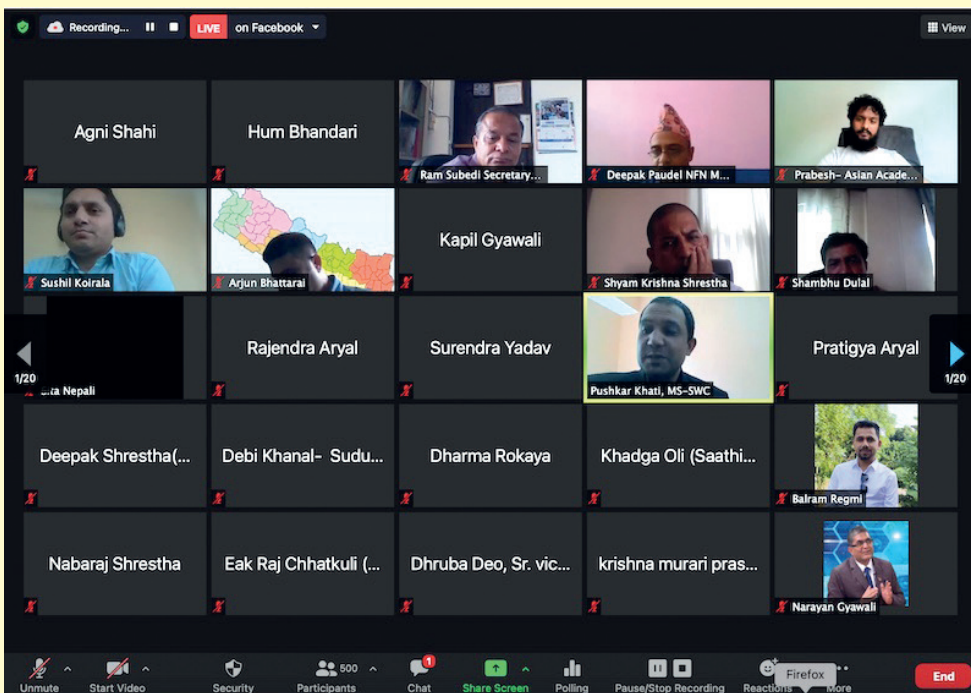 Recording...
LIVE
on Facebook
View
Agni Shahi
Hum Bhandari
Ram Subedi Secretary...
Deepak Paudel NFN M...
Prabesh- Asian Acade...
Sushil Koirala
Arjun Bhattarai
Kapil Gyawali
Shyam Krishna Shrestha
Shambhu Dulal
1/20
Nepali
Rajendra Aryal
Surendra Yadav
Pushkar Khati, MS-SWC
Pratigya Aryal
1/20
Deepak Shrestha(...
Debi Khanal- Sudu...
Dharma Rokaya
Khadga Oli (Saathi...
Balram Regmi
Nabaraj Shrestha
Eak Raj Chhatkuli (...
Dhruba Deo, Sr. vic...
krishna murari pras...
Narayan Gyawali
Unmute
Start Video
Security
500
Participants
1
Chat
Share Screen
Polling
Pause/Stop Recording
Reactions
Firefox
More
End